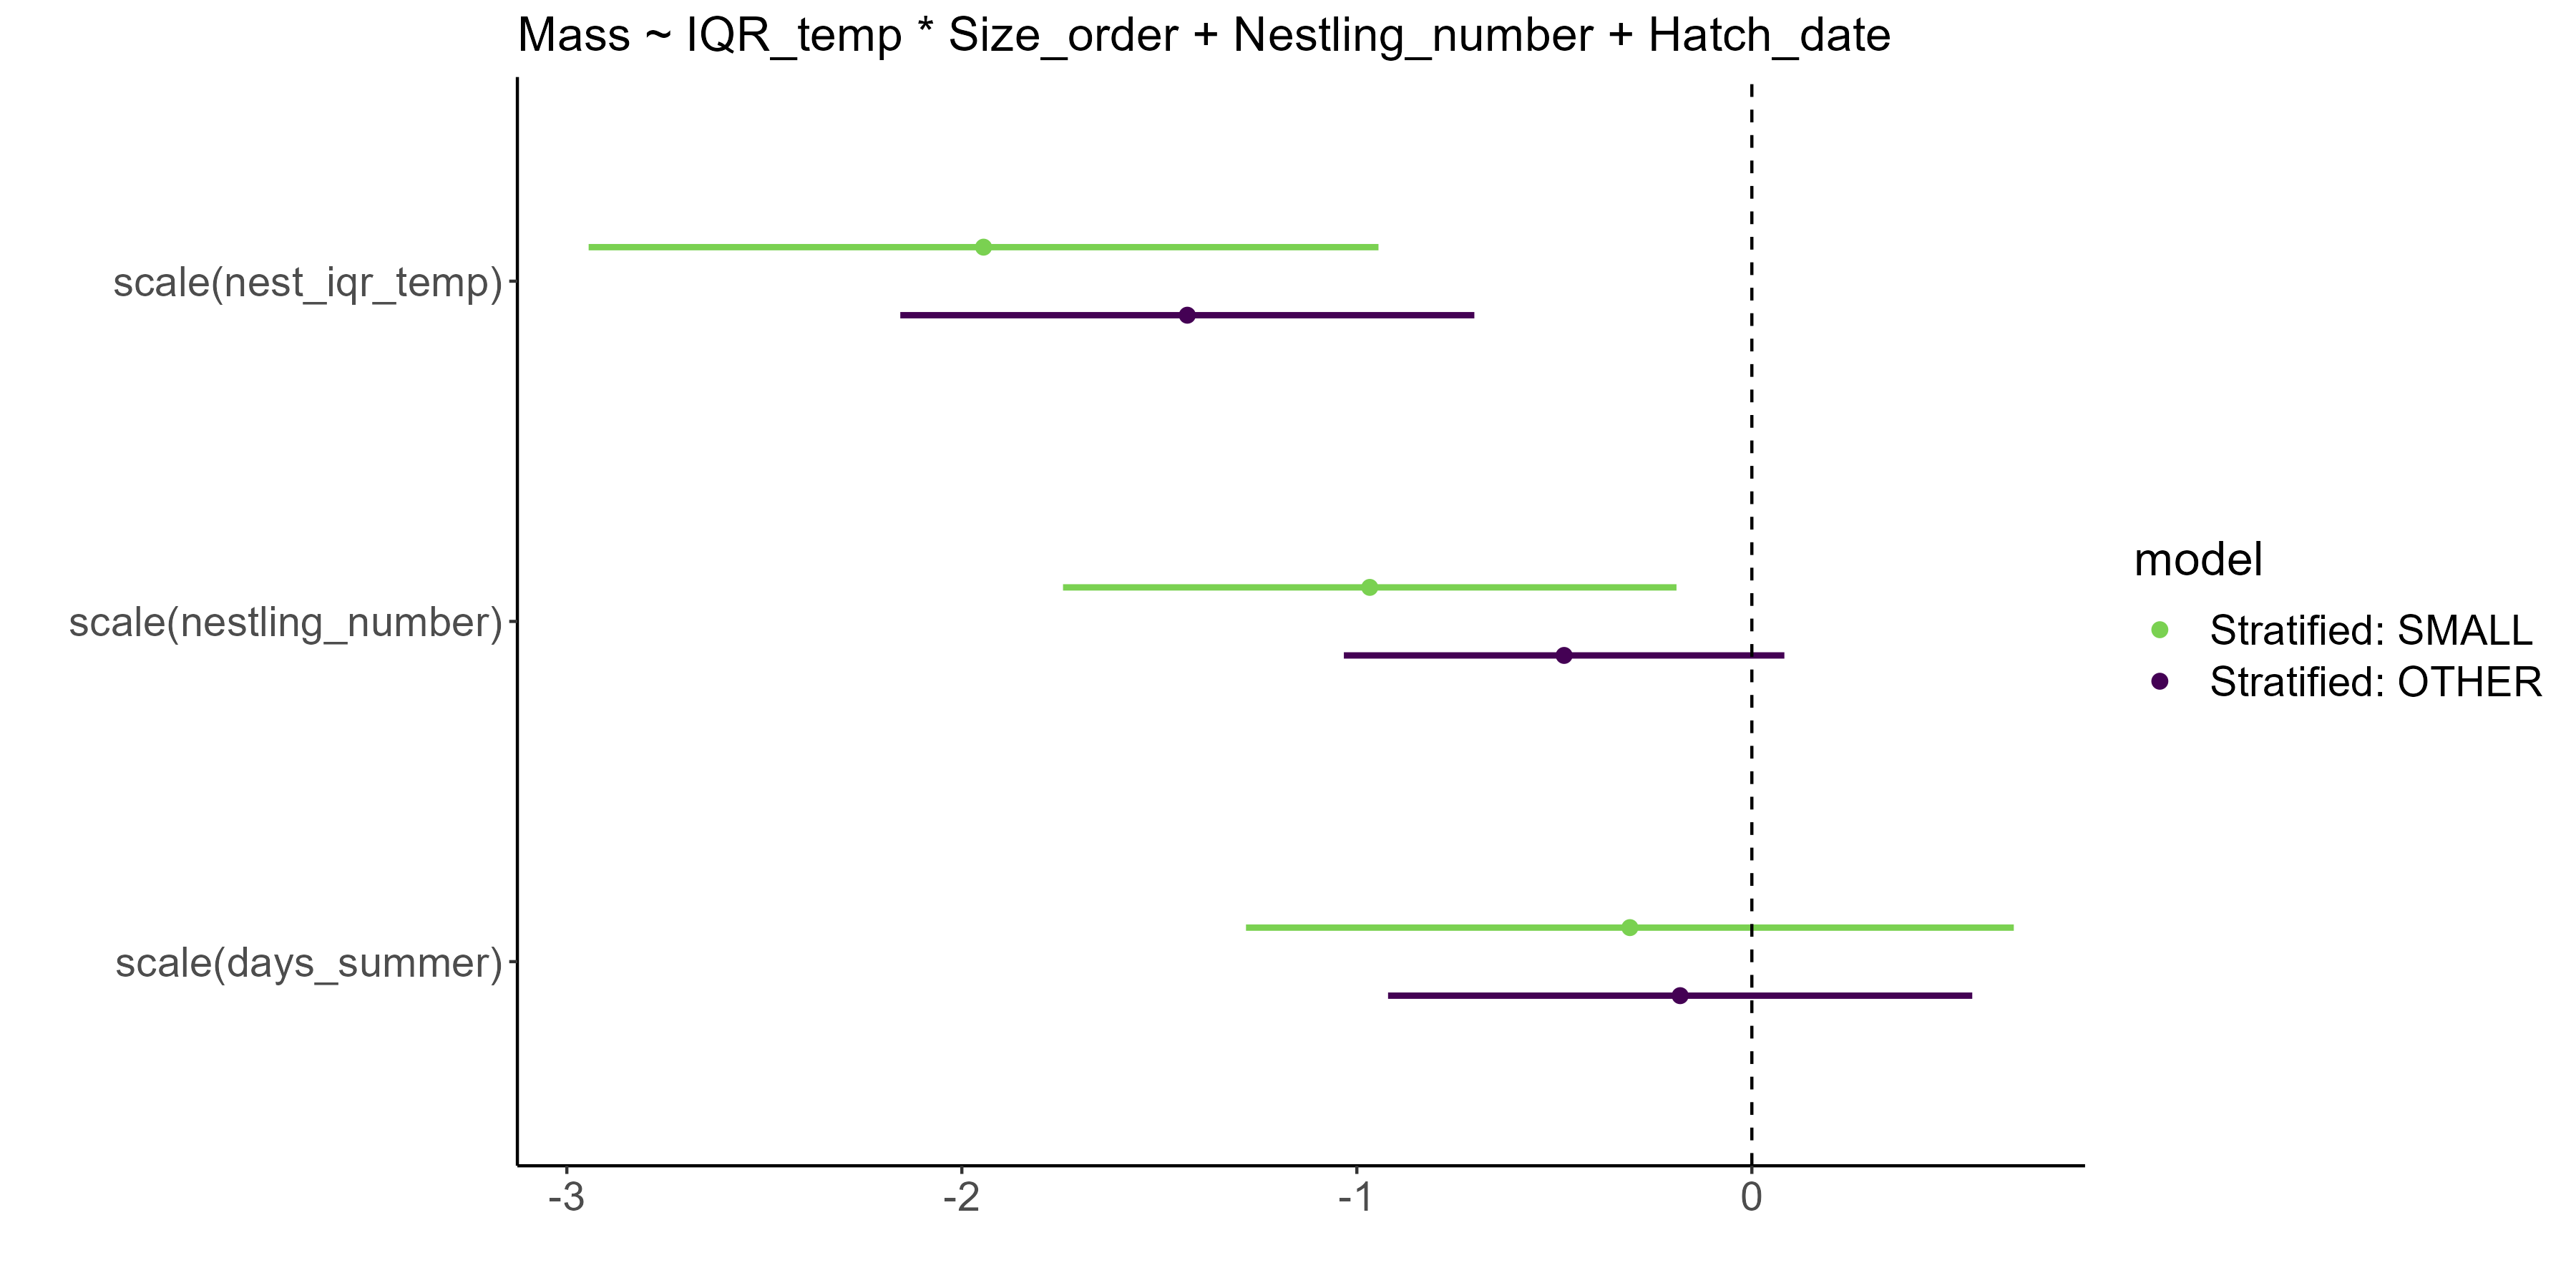 Mass ~ IQR_temp * Size_order + Nestling_number + Hatch_date
scale(nest_iqr_temp)
scale(nestling_number)
scale(days_summer)
-3
-2
-1
0
model
Stratified: SMALL
Stratified: OTHER